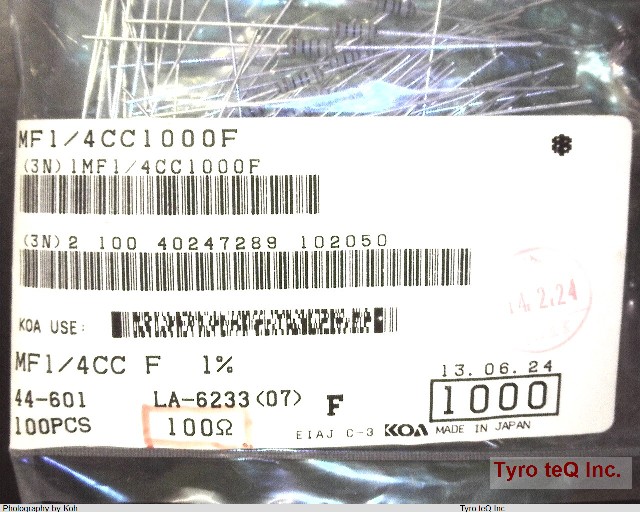 MF1/4CC1000F
(3N)1MF1/4CC1000F
(3N)2 100 40247289 102050
14.2.24
KOA USE:
MF1/4CC F 1%
13.06.24
44-601 LA-6233(07) F 1000
100PCS 100Ω EIAJ C-3 KOA MADE IN JAPAN
Tyro teQ Inc.
Photography by Koh Tyro teQ Inc